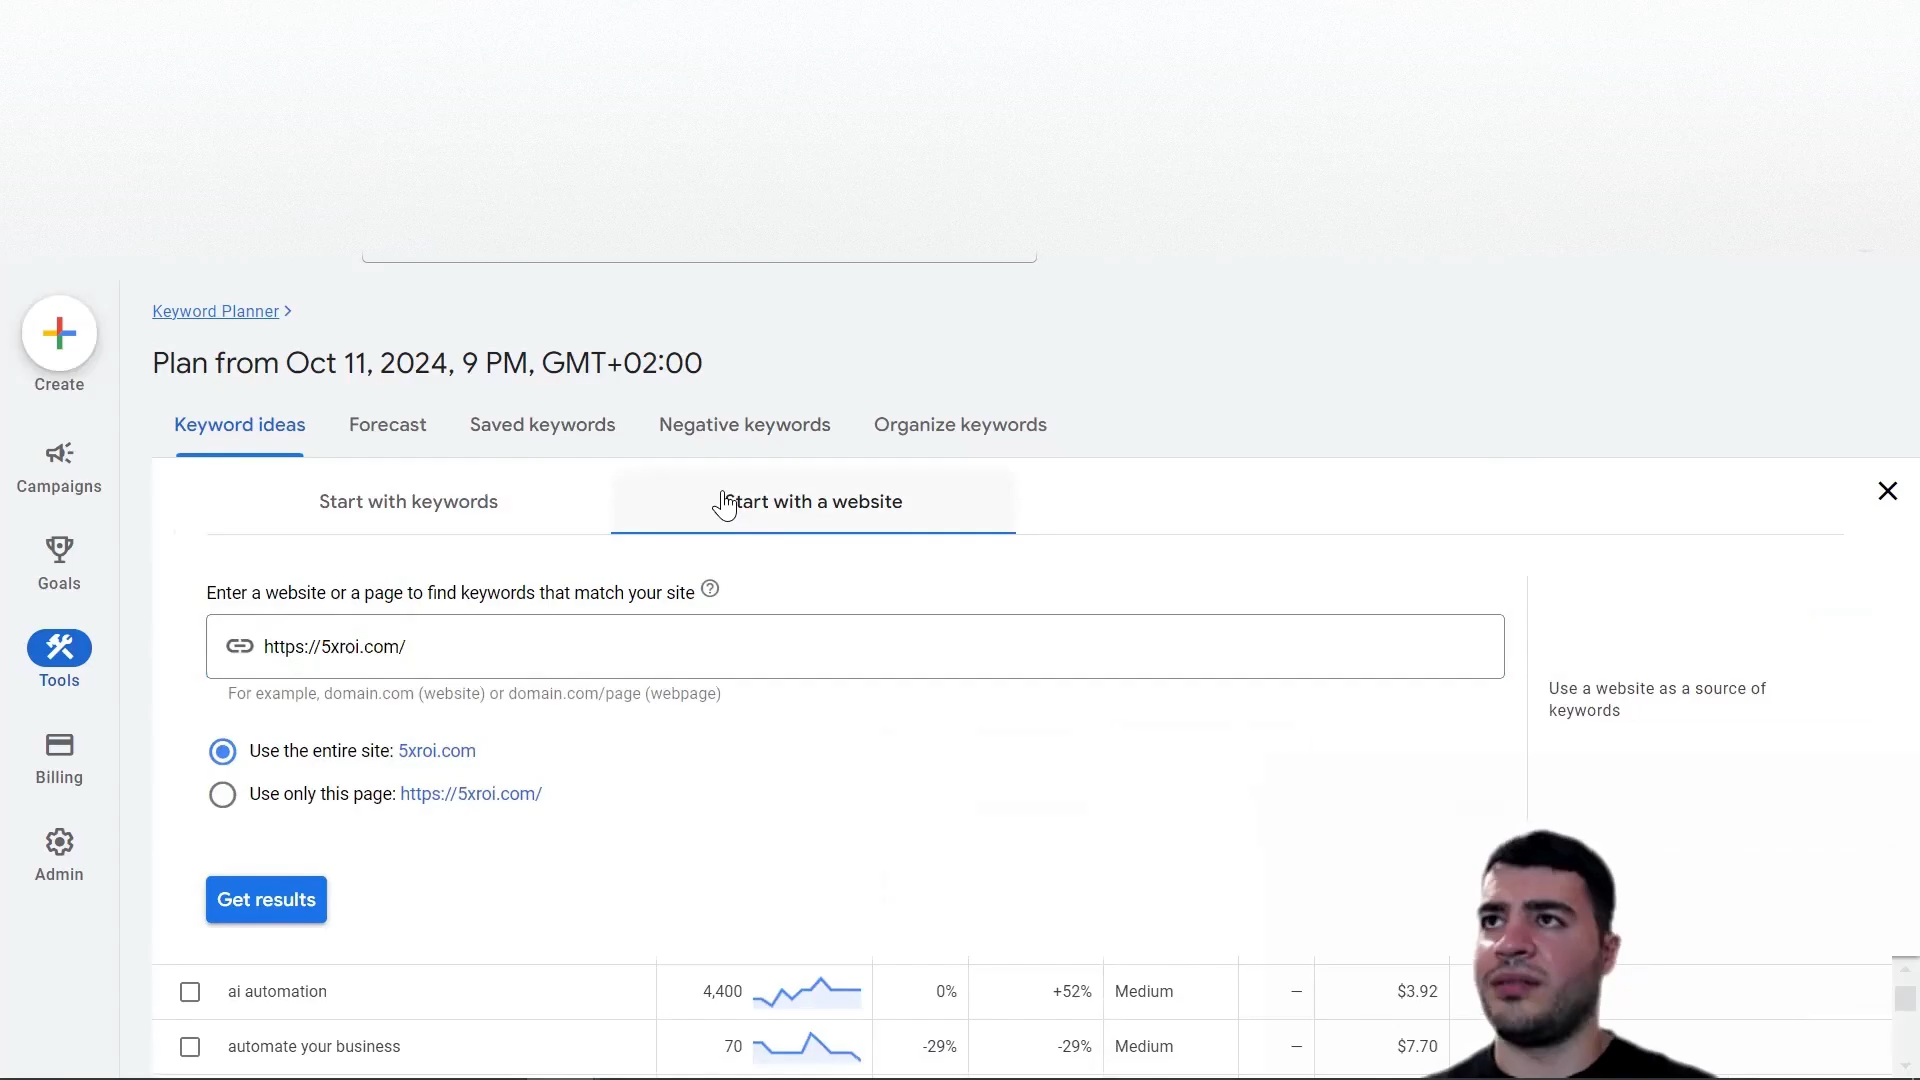 Keyword Planner
Plan from Oct 11, 2024, 9 PM, GMT+02:00
Create
Campaigns
Goals
Tools
Billing
Admin
Keyword ideas
Forecast
Saved keywords
Negative keywords
Organize keywords
Start with keywords
Start with a website
Enter a website or a page to find keywords that match your site
https://5xroi.com/
For example, domain.com (website) or domain.com/page (webpage)
Use a website as a source of
keywords
Use the entire site: 5xroi.com
Use only this page: https://5xroi.com/
Get results
ai automation 4,400 0% +52% Medium – $3.92
automate your business 70 -29% -29% Medium – $7.70